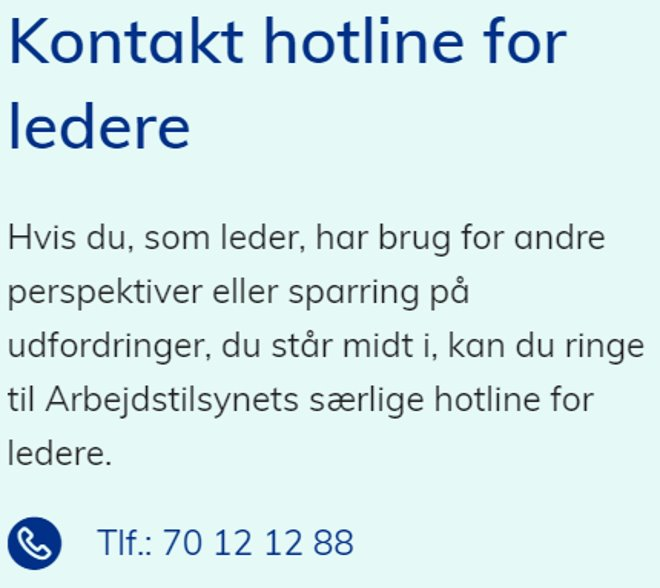 Kontakt hotline for
ledere
Hvis du, som leder, har brug for andre
perspektiver eller sparring på
udfordringer, du står midt i, kan du ringe
til Arbejdstilsynets særlige hotline for
ledere.
Tlf.: 70 12 12 88